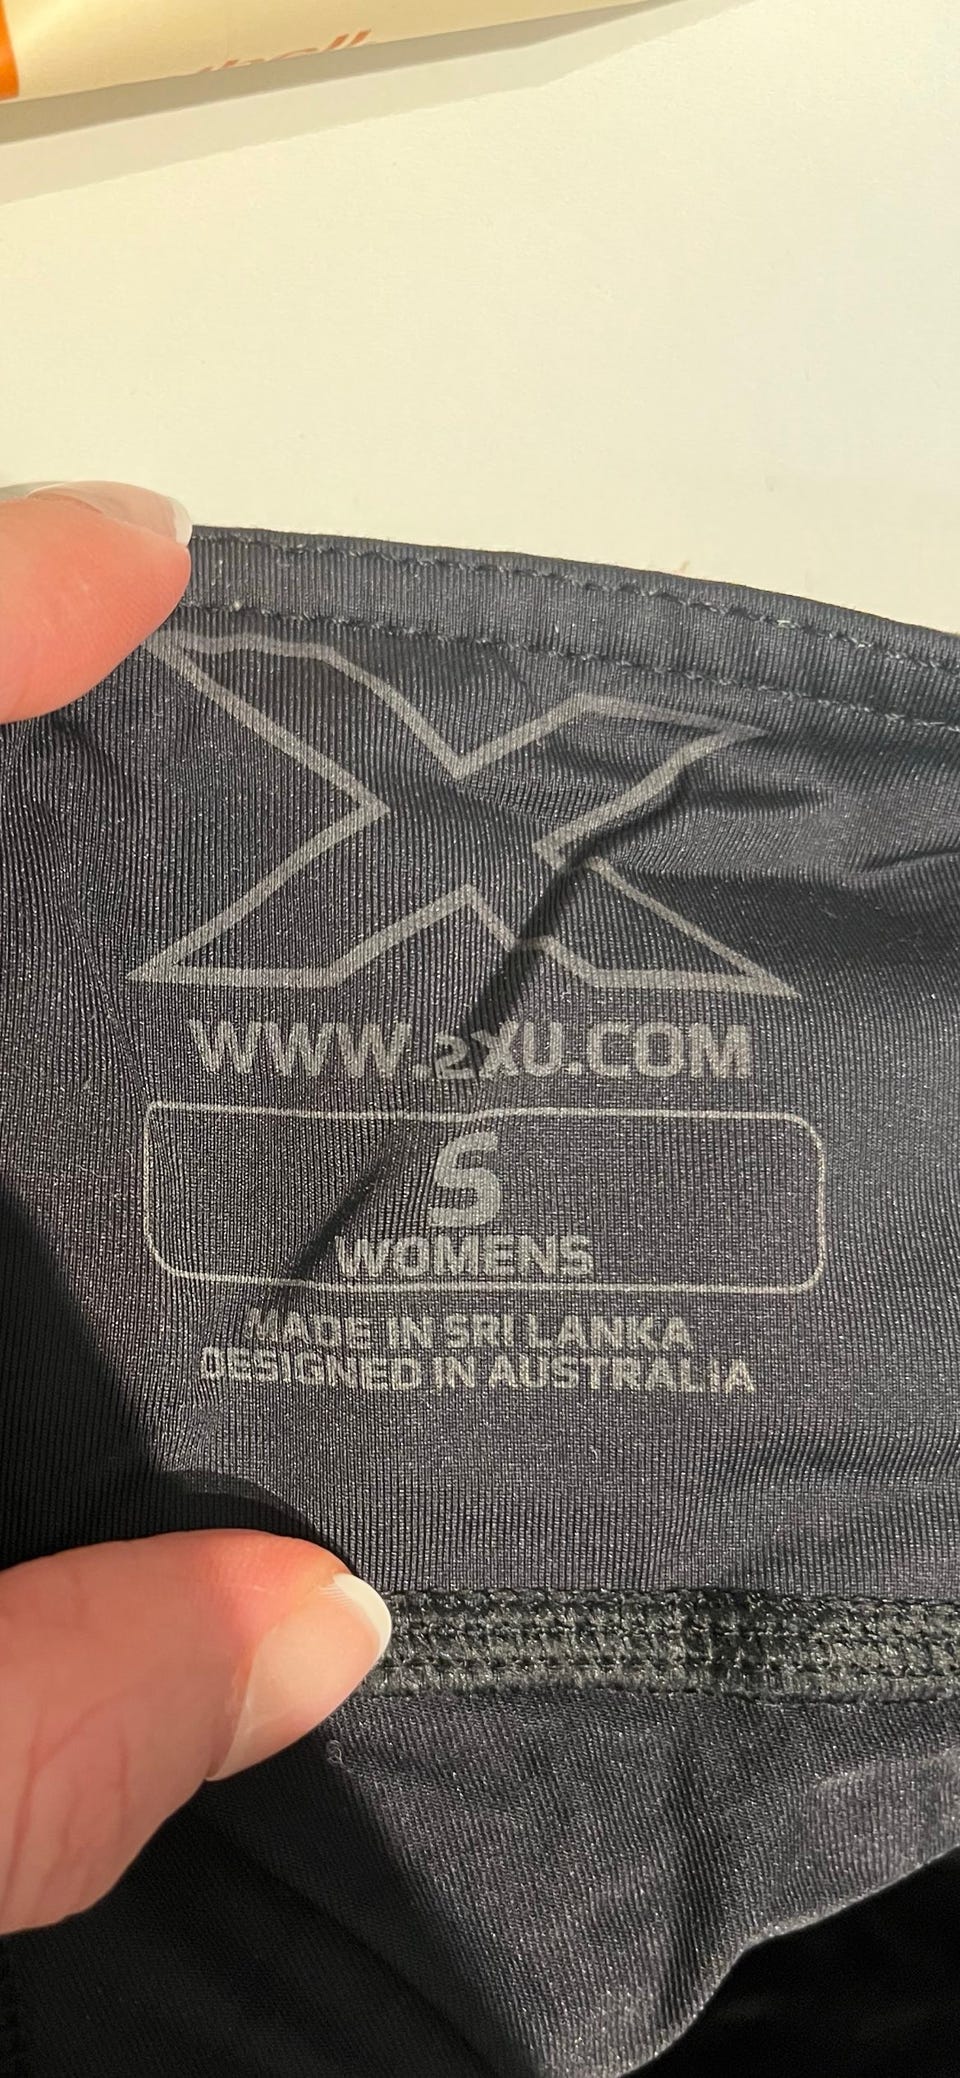 WWW.2XU.COM
S
WOMENS
MADE IN SRI LANKA
DESIGNED IN AUSTRALIA